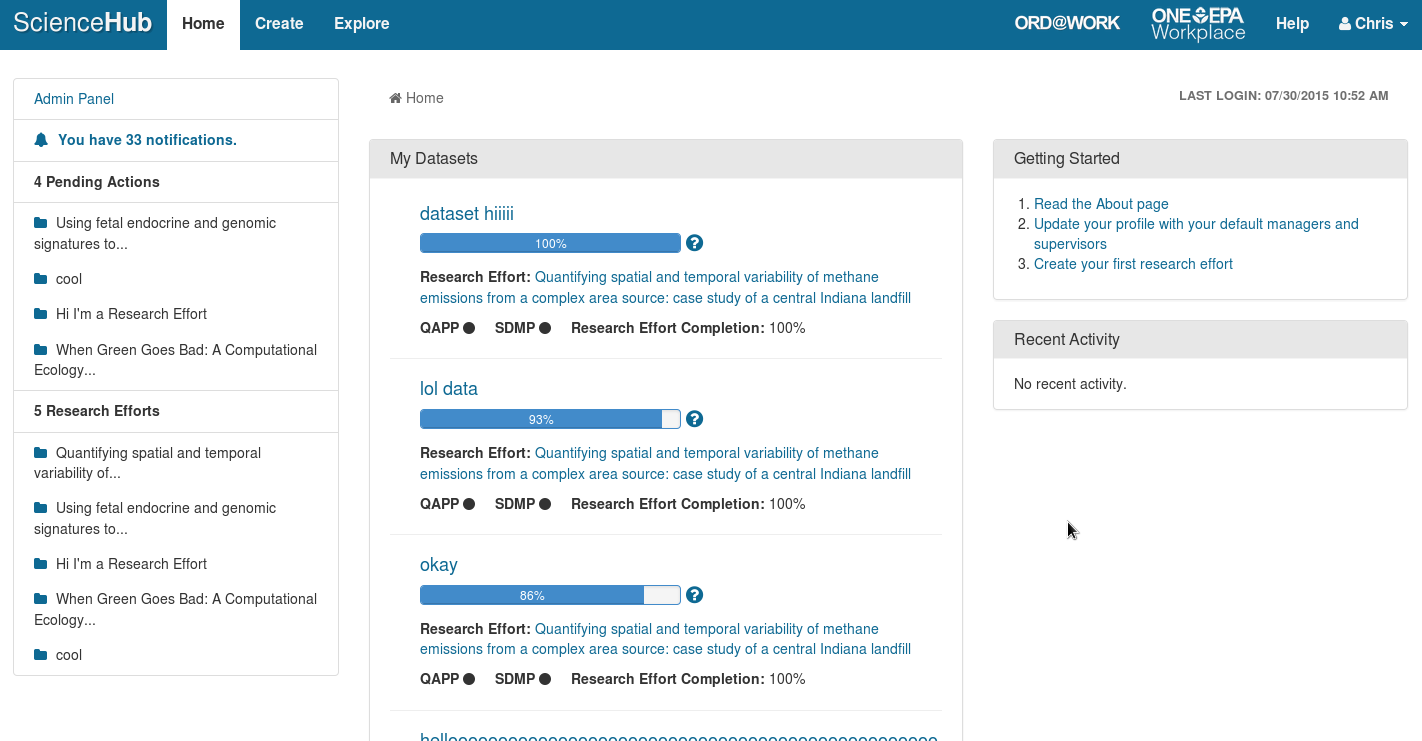 ScienceHub
Home
Create
Explore
ORD@WORK
ONE EPA
Workplace
Help
Chris
Admin Panel
You have 33 notifications.
4 Pending Actions
Using fetal endocrine and genomic
signatures to...
cool
Hi I'm a Research Effort
When Green Goes Bad: A Computational
Ecology...
5 Research Efforts
Quantifying spatial and temporal
variability of...
Using fetal endocrine and genomic
signatures to...
Hi I'm a Research Effort
When Green Goes Bad: A Computational
Ecology...
cool
Home
LAST LOGIN: 07/30/2015 10:52 AM
My Datasets
dataset hiiiii
100%
?
Research Effort: Quantifying spatial and temporal variability of methane
emissions from a complex area source: case study of a central Indiana landfill
QAPP SDMP Research Effort Completion: 100%
lol data
93%
?
Research Effort: Quantifying spatial and temporal variability of methane
emissions from a complex area source: case study of a central Indiana landfill
QAPP SDMP Research Effort Completion: 100%
okay
86%
?
Research Effort: Quantifying spatial and temporal variability of methane
emissions from a complex area source: case study of a central Indiana landfill
QAPP SDMP Research Effort Completion: 100%
Getting Started
1. Read the About page
2. Update your profile with your default managers and
supervisors
3. Create your first research effort
Recent Activity
No recent activity.